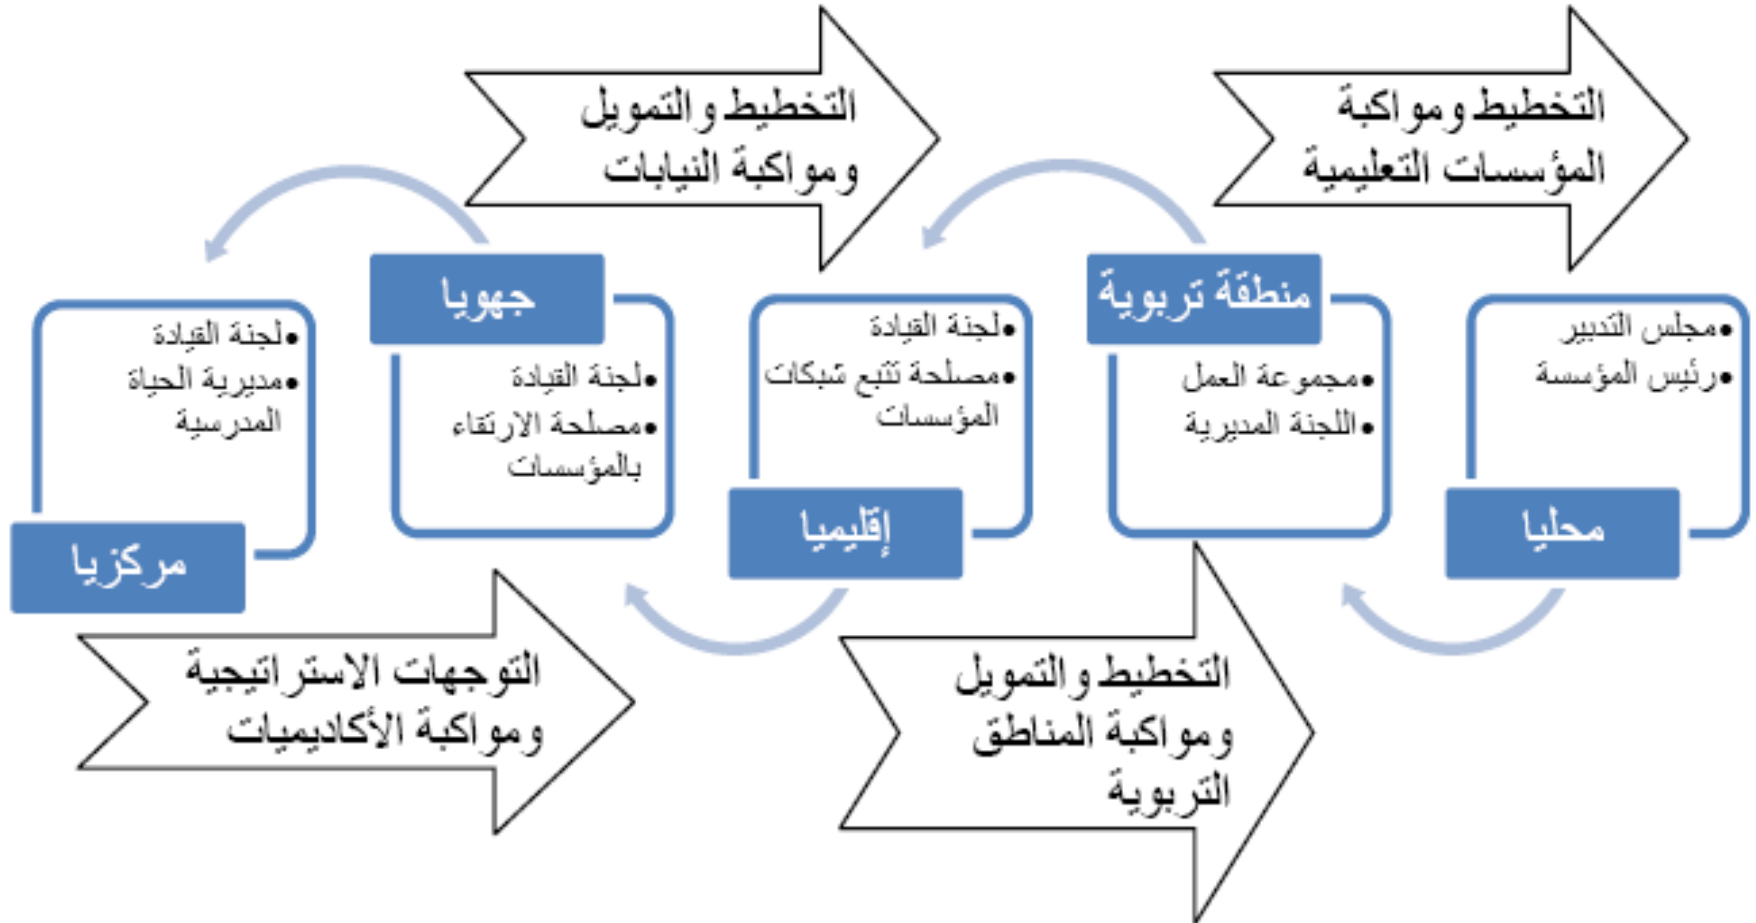 التخطيط ومواكبة
المؤسسات التعليمية
التخطيط والتمويل
ومواكبة النيابات
محليا
•مجلس التدبير
•رئيس المؤسسة
منطقة تربوية
•مجموعة العمل
•اللجنة المديرية
إقليميا
•لجنة القيادة
•مصلحة تتبع شبكات
المؤسسات
جهويا
•لجنة القيادة
•مصلحة الارتقاء
بالمؤسسات
مركزيا
•لجنة القيادة
•مديرية الحياة
المدرسية
التخطيط والتمويل
ومواكبة المناطق
التربوية
التوجهات الاستراتيجية
ومواكبة الأكاديميات